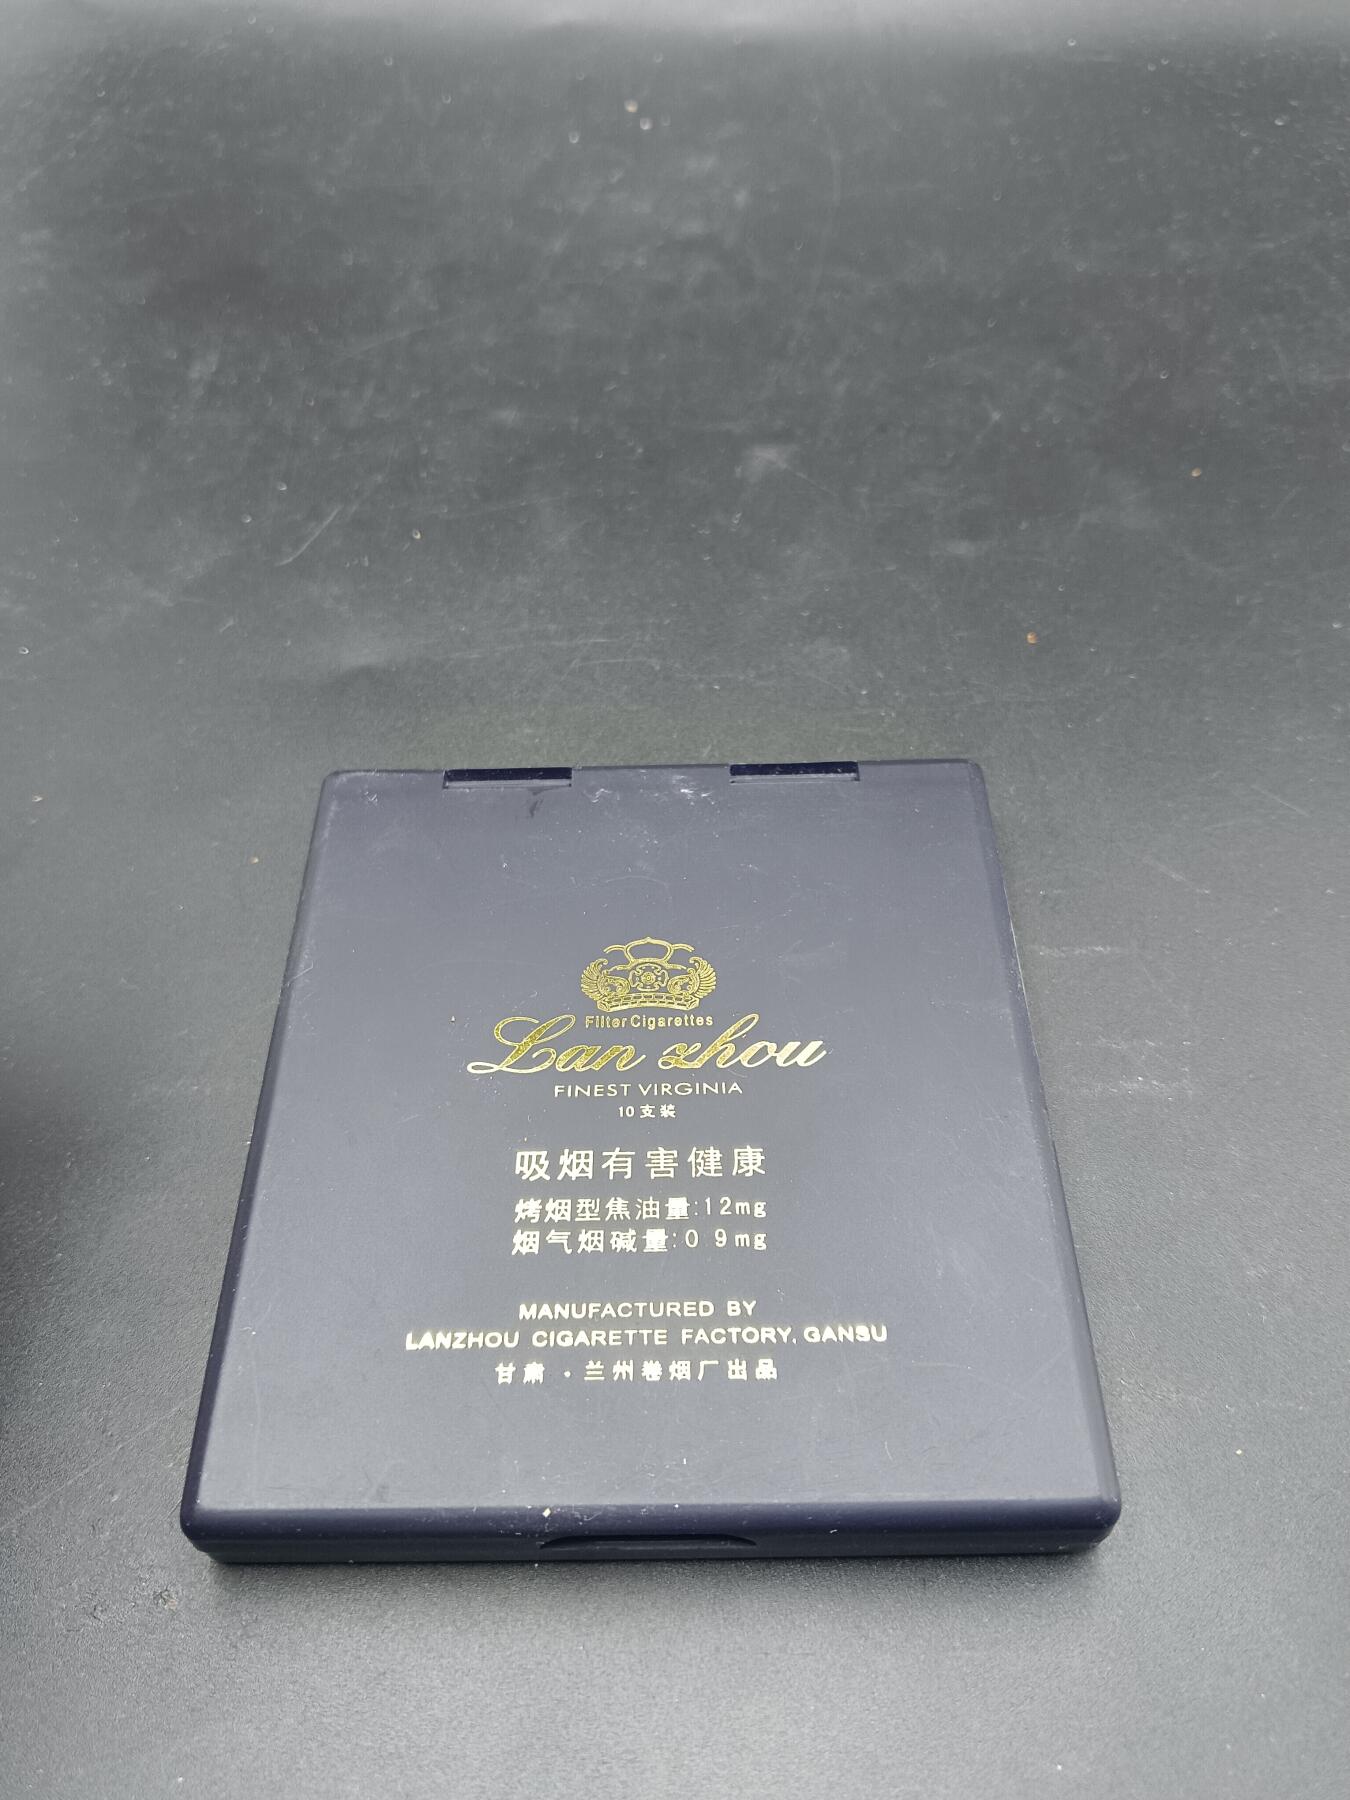 Filter Cigarettes
Lan zhou
FINEST VIRGINIA
10支装
吸烟有害健康
烤烟型焦油量:12mg
烟气烟碱量:0 9mg
MANUFACTURED BY
LANZHOU CIGARETTE FACTORY, GANSU
甘肃·兰州卷烟厂出品